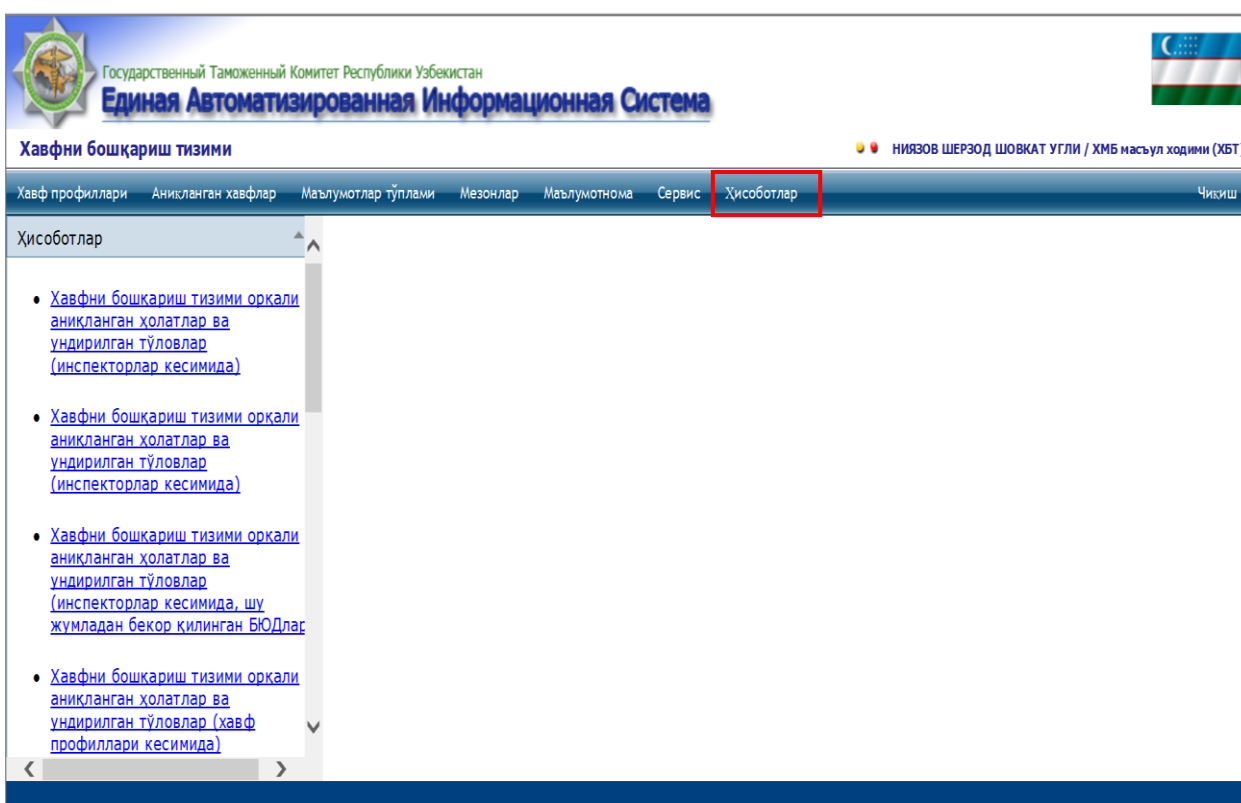 Государственный Таможенный Комитет Республики Узбекистан
Единая Автоматизированная Информационная Система
Хавфни бошқариш тизими
НИЯЗОВ ШЕРЗОД ШОВКАТ УГЛИ / ХМБ масъул ходими (ХБТ)
Хавф профиллари Аниқланган хавфлар Маълумотлар тўплами Мезонлар Маълумотнома Сервис Ҳисоботлар Чиқиш
Ҳисоботлар
Хавфни бошқариш тизими орқали
аниқланган ҳолатлар ва
ундирилган тўловлар
(инспекторлар кесимида)
Хавфни бошқариш тизими орқали
аниқланган ҳолатлар ва
ундирилган тўловлар
(инспекторлар кесимида)
Хавфни бошқариш тизими орқали
аниқланган ҳолатлар ва
ундирилган тўловлар
(инспекторлар кесимида, шу
жумладан бекор қилинган БЮДлар
Хавфни бошқариш тизими орқали
аниқланган ҳолатлар ва
ундирилган тўловлар (хавф
профиллари кесимида)